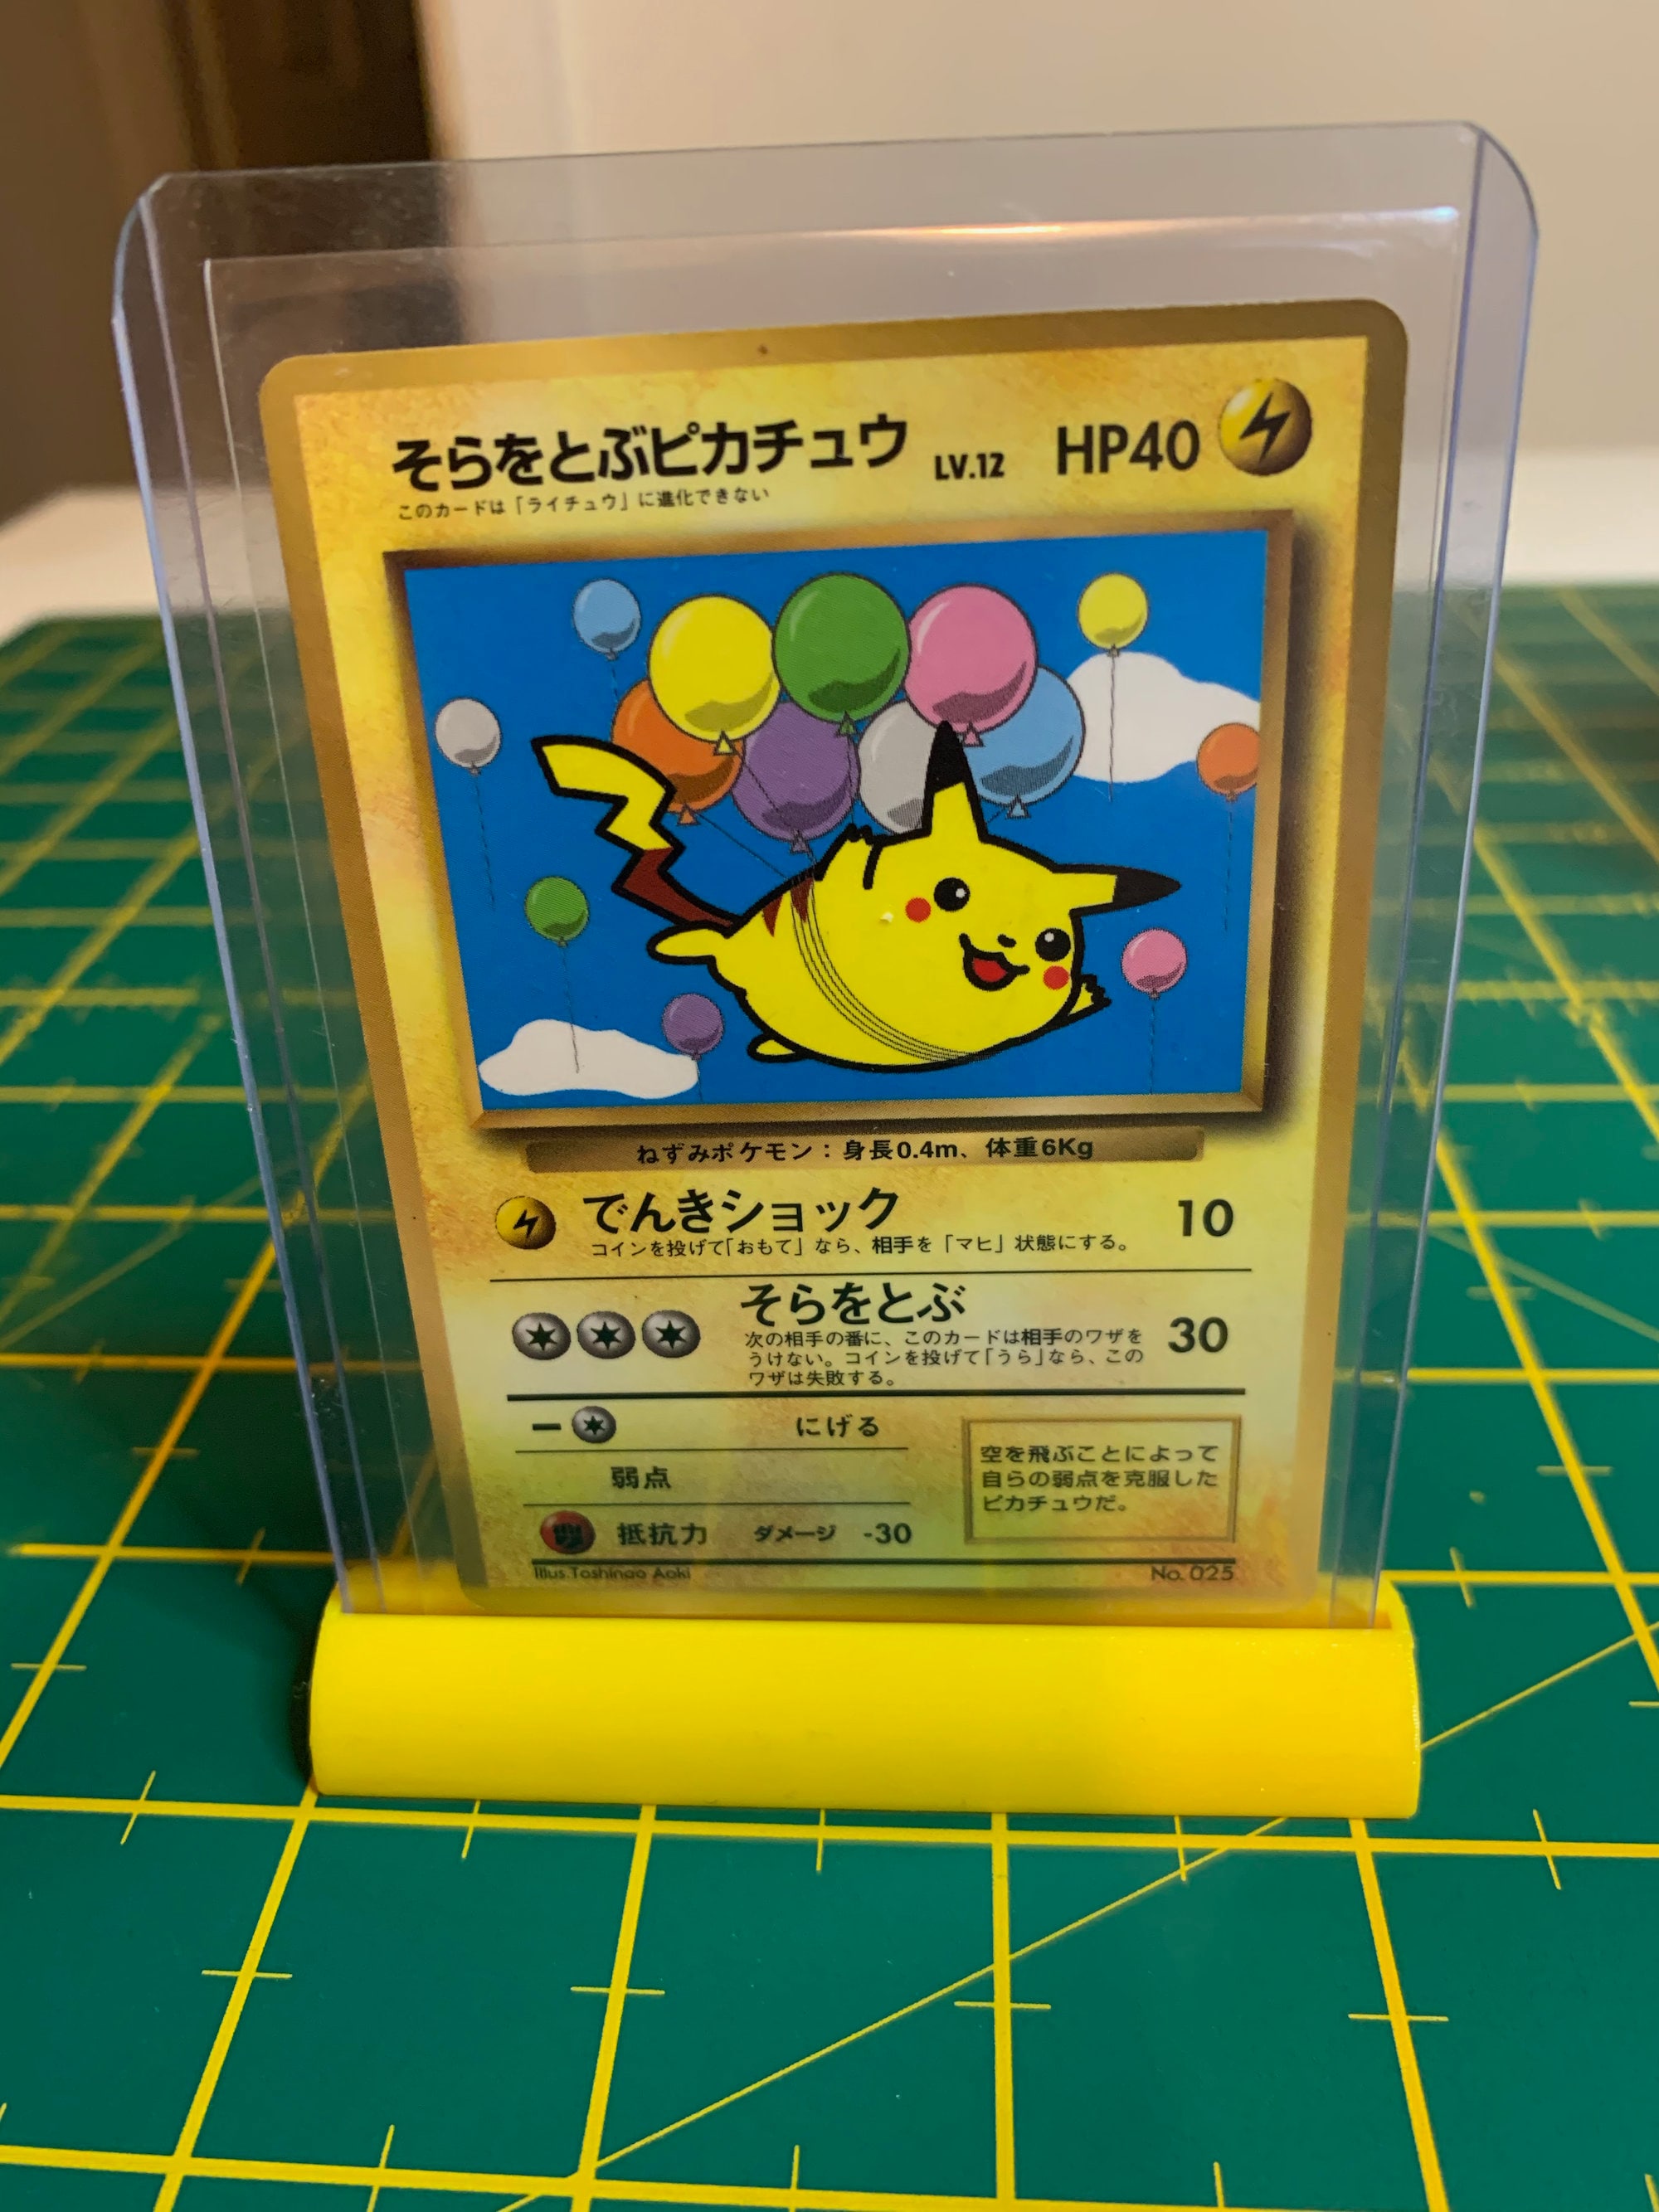 そらをとぶピカチュウ LV.12 HP40
このカードは「ライチュウ」に進化できない
ねずみポケモン：身長0.4m、体重6Kg
でんきショック 10
コインを投げて「おもて」なら、相手を「マヒ」状態にする。
そらをとぶ 30
次の相手の番に、このカードは相手のワザを
うけない。コインを投げて「うら」なら、この
ワザは失敗する。
ー にげる
弱点
抵抗力 ダメージ -30
空を飛ぶことによって
自らの弱点を克服した
ピカチュウだ。
Illus.Toshinao Aoki No.025